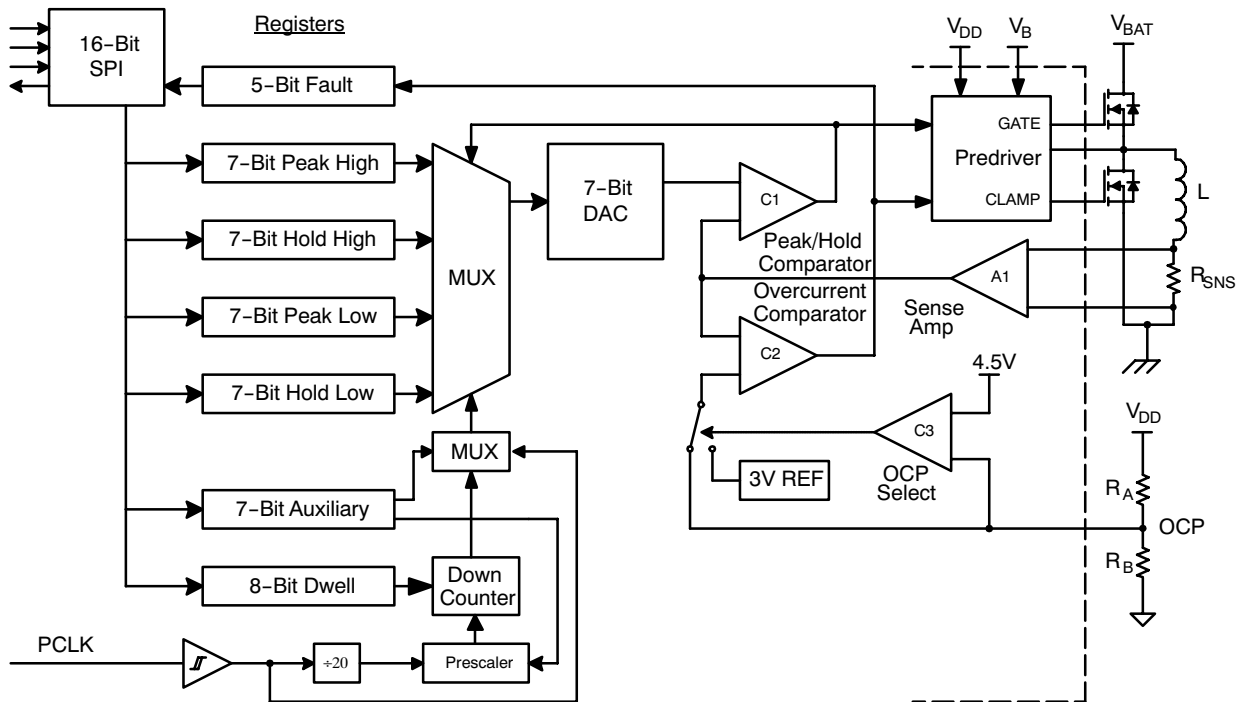 Registers
16-Bit
SPI
5-Bit Fault
7-Bit Peak High
7-Bit Hold High
7-Bit Peak Low
7-Bit Hold Low
7-Bit Auxiliary
8-Bit Dwell
MUX
MUX
Down
Counter
PCLK
÷20
Prescaler
7-Bit
DAC
C1
Peak/Hold
Comparator
Overcurrent
Comparator
C2
A1
Sense
Amp
4.5V
C3
OCP
Select
3V REF
VDD
VB
VBAT
GATE
Predriver
CLAMP
L
RSNS
VDD
RA
OCP
RB